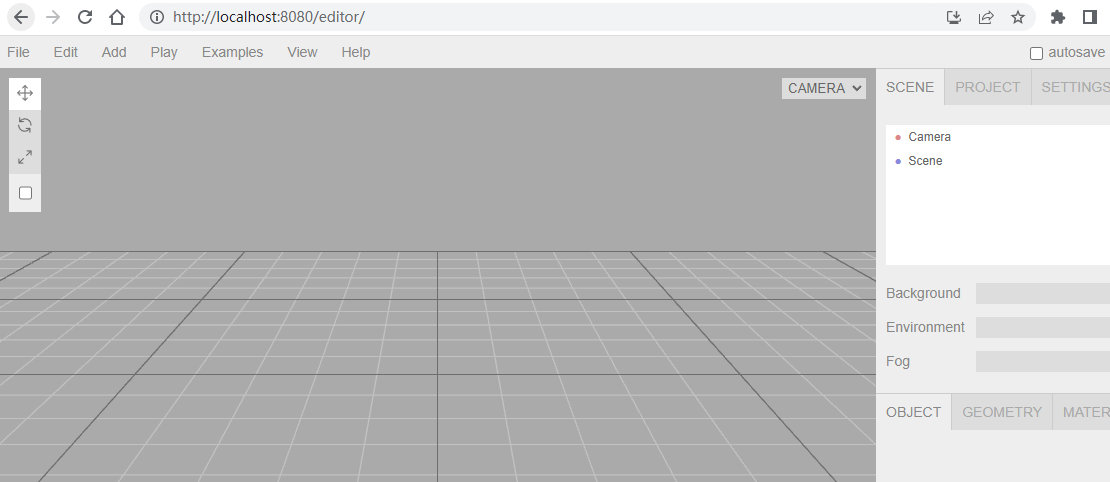 http://localhost:8080/editor/
File Edit Add Play Examples View Help autosave
CAMERA
SCENE PROJECT SETTINGS
Camera
Scene
Background
Environment
Fog
OBJECT GEOMETRY MATER